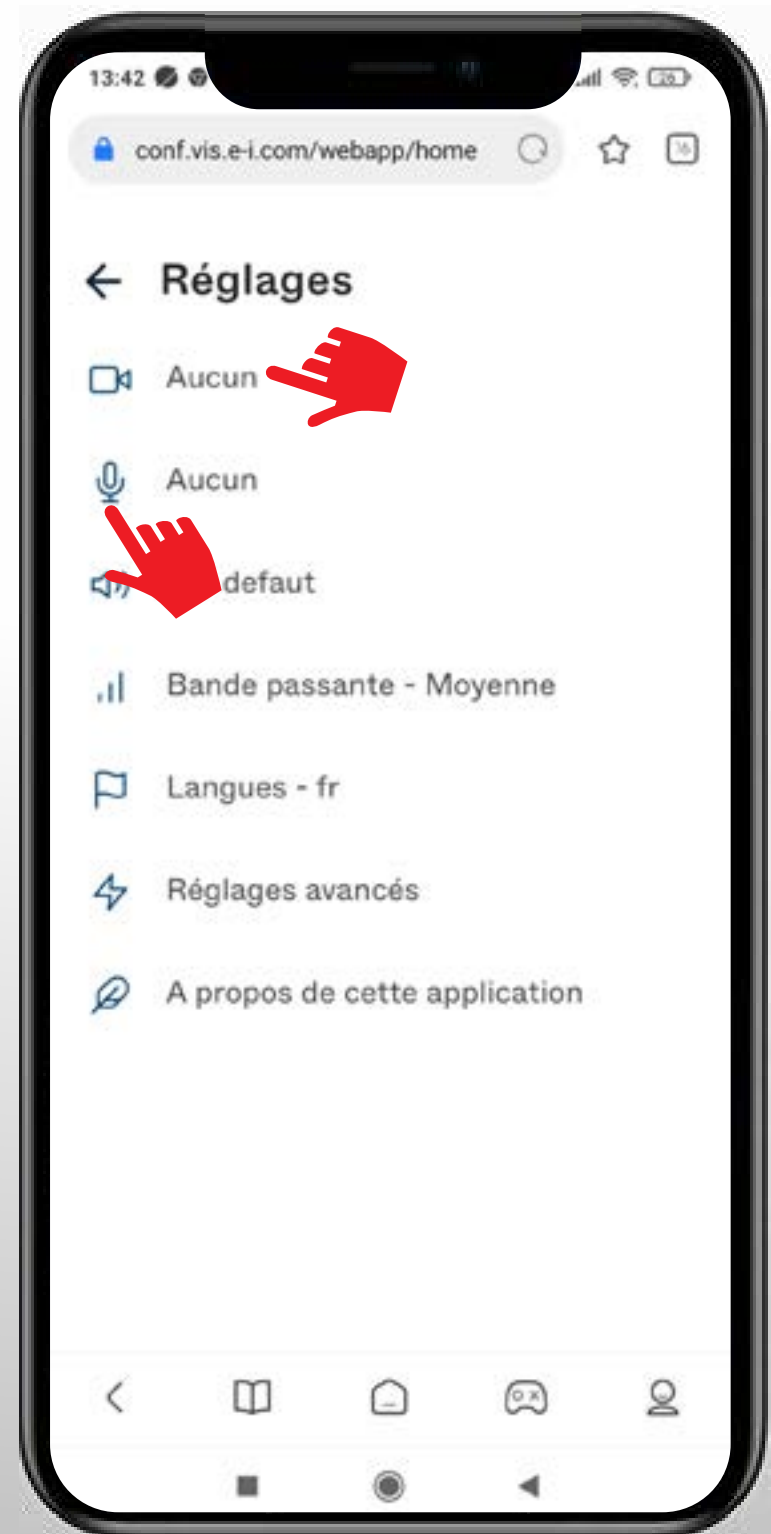 13:42
conf.vis.e-i.com/webapp/home
Réglages
Aucun
Aucun
defaut
Bande passante - Moyenne
Langues - fr
Réglages avancés
A propos de cette application